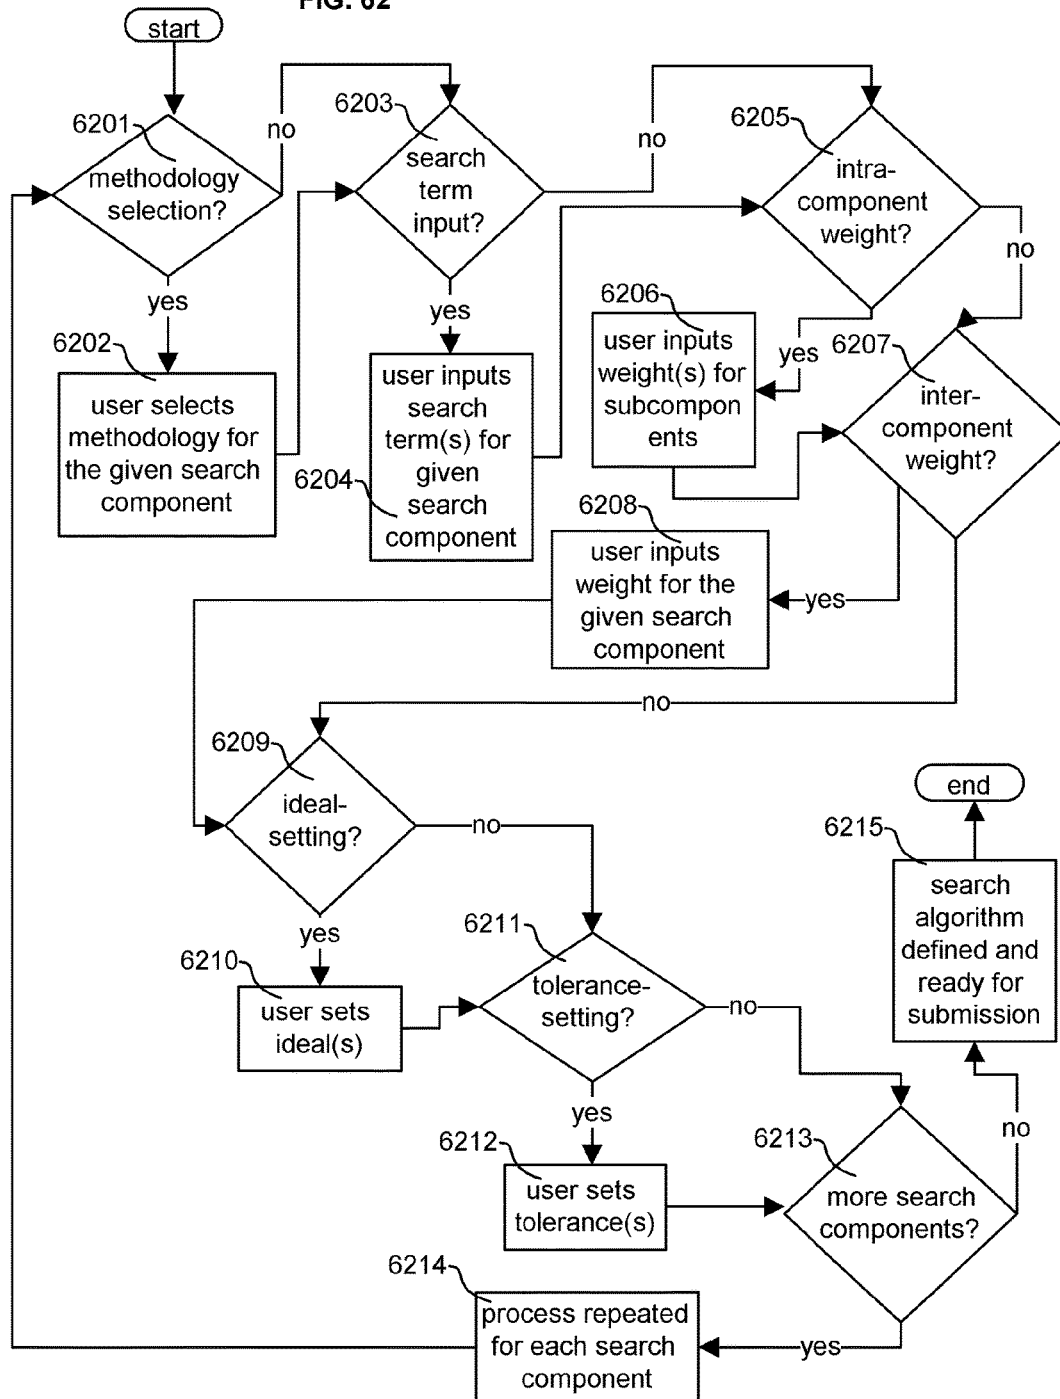 FIG. 62
start
6201
methodology
selection?
no
yes
6202
user selects
methodology for
the given search
component
6203
search
term
input?
no
yes
6204
user inputs
search
term(s) for
given
search
component
6205
intra-
component
weight?
no
yes
6206
user inputs
weight(s) for
subcompon
ents
6207
inter-
component
weight?
yes
no
6208
user inputs
weight for the
given search
component
6209
ideal-
setting?
no
yes
6210
user sets
ideal(s)
6211
tolerance-
setting?
no
yes
6212
user sets
tolerance(s)
6213
more search
components?
no
yes
6214
process repeated
for each search
component
6215
search
algorithm
defined and
ready for
submission
end